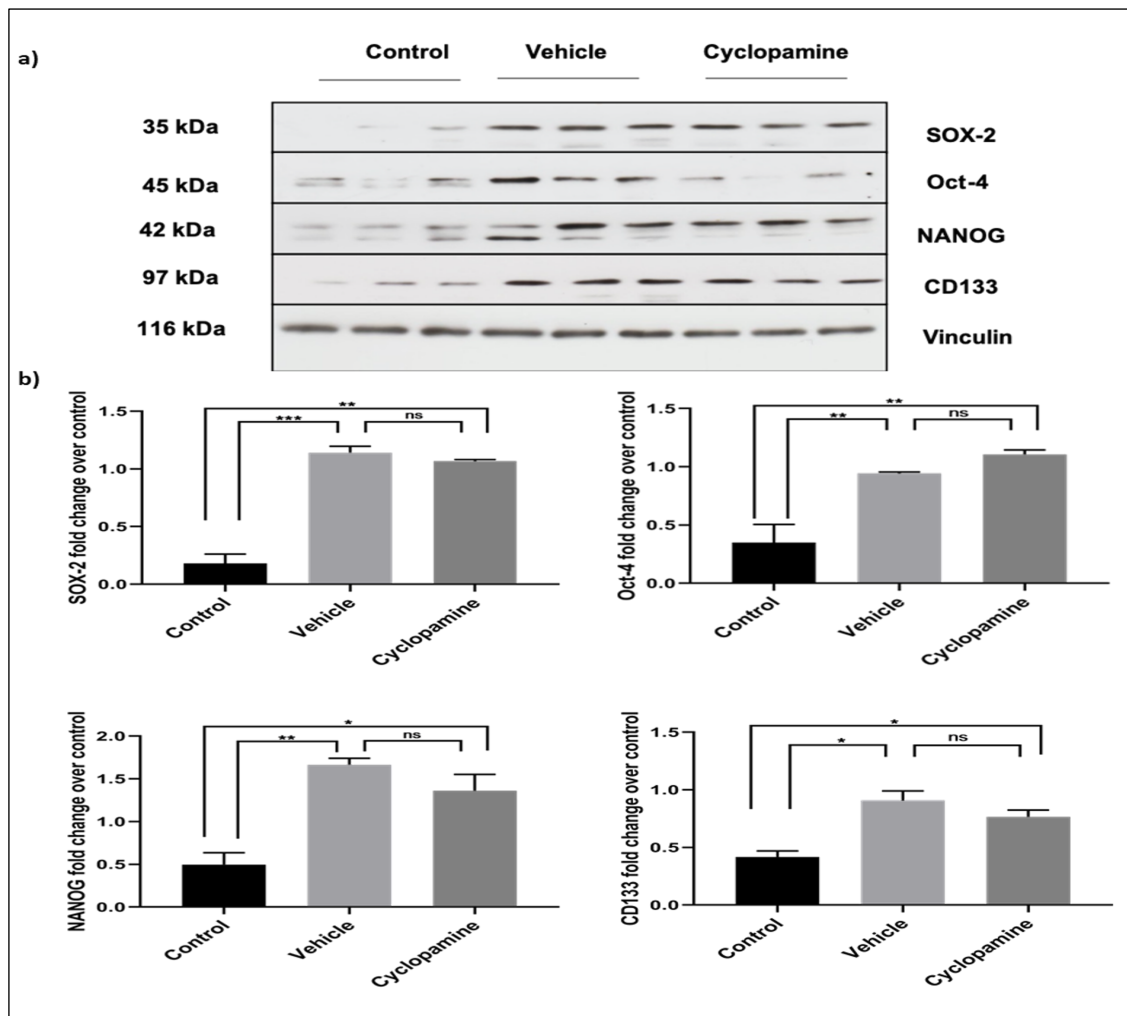 a)
Control Vehicle Cyclopamine
35 kDa SOX-2
45 kDa Oct-4
42 kDa NANOG
97 kDa CD133
116 kDa Vinculin
b)
SOX-2 fold change over control
1.5
1.0
0.5
0.0
**
***
ns
Control
Vehicle
Cyclopamine
Oct-4 fold change over control
1.5
1.0
0.5
0.0
**
**
ns
Control
Vehicle
Cyclopamine
NANOG fold change over control
2.0
1.5
1.0
0.5
0.0
*
**
ns
Control
Vehicle
Cyclopamine
CD133 fold change over control
1.5
1.0
0.5
0.0
*
*
ns
Control
Vehicle
Cyclopamine